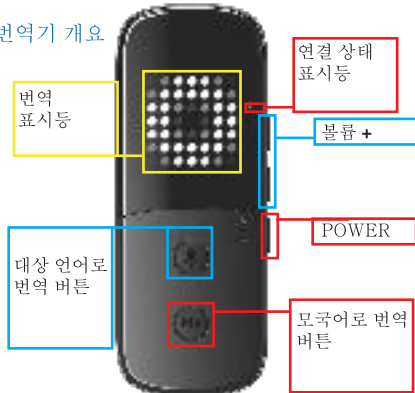 번역기 개요
연결 상태
표시등
번역
표시등
볼륨 +
POWER
대상 언어로
번역 버튼
모국어로 번역
버튼